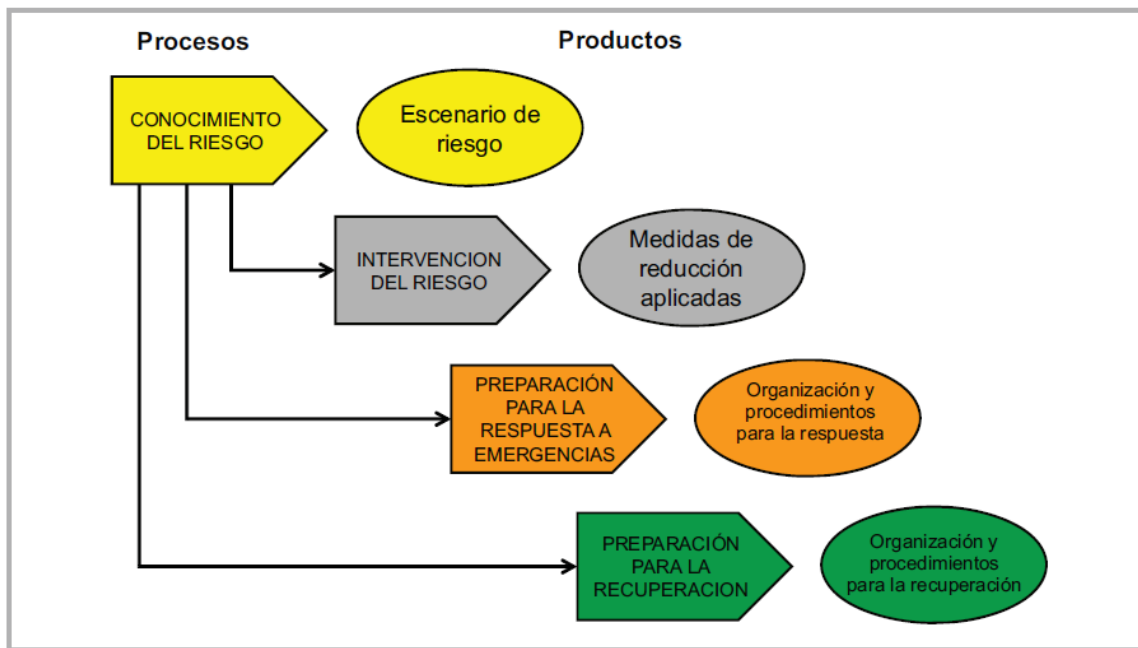 Procesos
Productos
CONOCIMIENTO
DEL RIESGO
Escenario de
riesgo
INTERVENCION
DEL RIESGO
Medidas de
reducción
aplicadas
PREPARACIÓN
PARA LA
RESPUESTA A
EMERGENCIAS
Organización y
procedimientos
para la respuesta
PREPARACIÓN
PARA LA
RECUPERACION
Organización y
procedimientos
para la recuperación